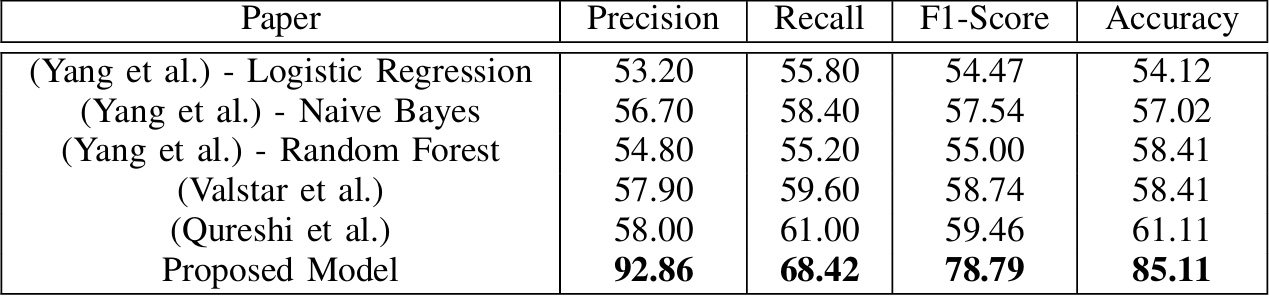 Paper Precision Recall F1-Score Accuracy
(Yang et al.) - Logistic Regression 53.20 55.80 54.47 54.12
(Yang et al.) - Naive Bayes 56.70 58.40 57.54 57.02
(Yang et al.) - Random Forest 54.80 55.20 55.00 58.41
(Valstar et al.) 57.90 59.60 58.74 58.41
(Qureshi et al.) 58.00 61.00 59.46 61.11
Proposed Model 92.86 68.42 78.79 85.11